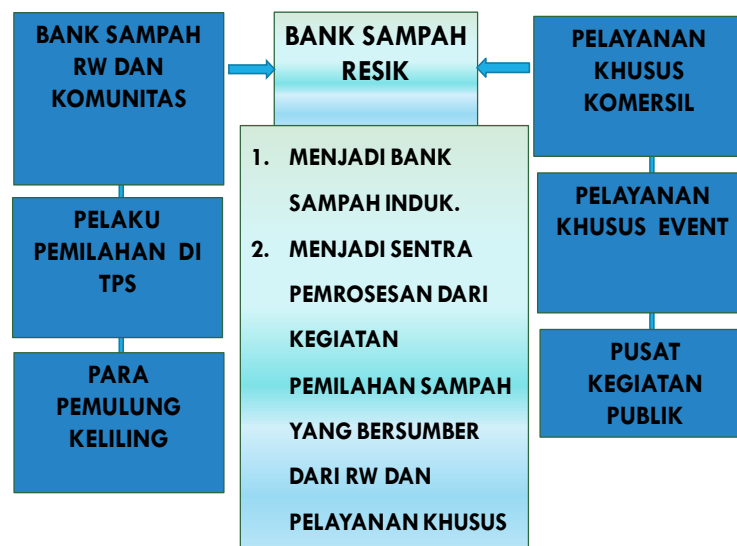 BANK SAMPAH
RW DAN
KOMUNITAS
PELAKU
PEMILAHAN DI
TPS
PARA
PEMULUNG
KELILING
BANK SAMPAH
RESIK
1. MENJADI BANK
SAMPAH INDUK.
2. MENJADI SENTRA
PEMROSESAN DARI
KEGIATAN
PEMILAHAN SAMPAH
YANG BERSUMBER
DARI RW DAN
PELAYANAN KHUSUS
PELAYANAN
KHUSUS
KOMERSIL
PELAYANAN
KHUSUS EVENT
PUSAT
KEGIATAN
PUBLIK